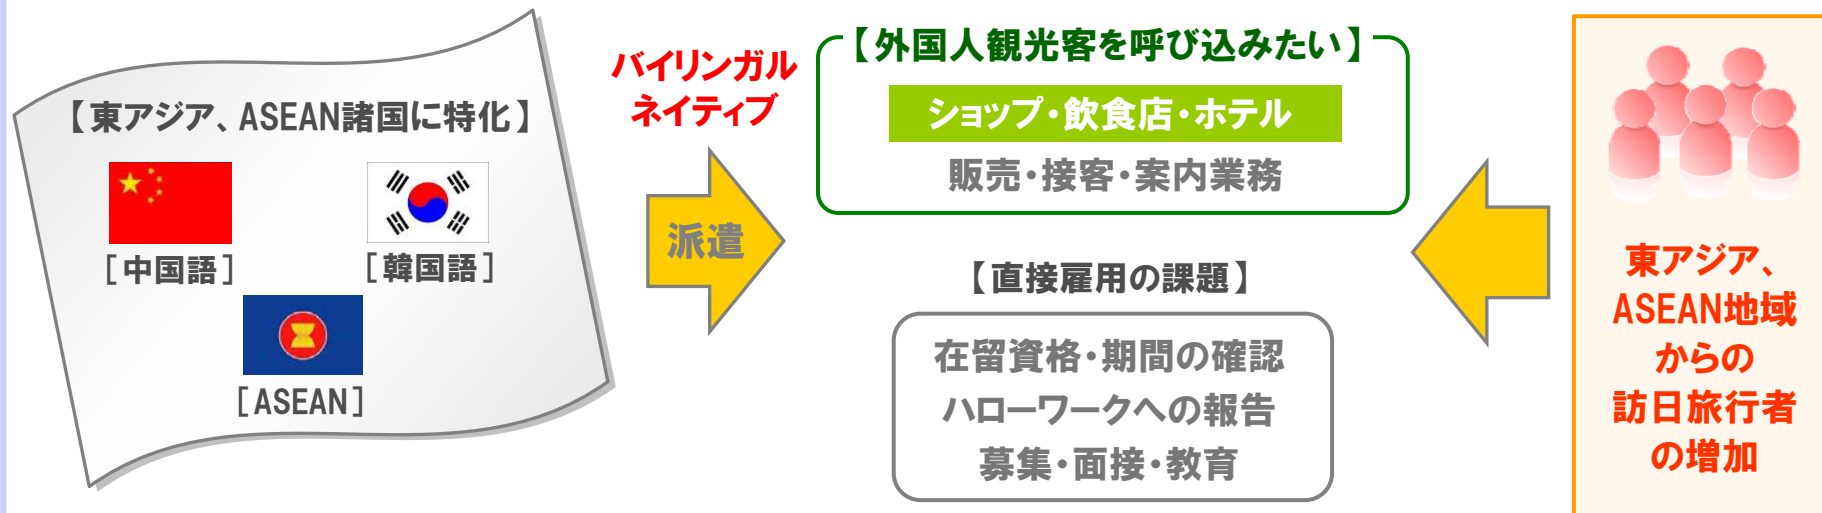 【東アジア、ASEAN諸国に特化】
[中国語]
[韓国語]
[ASEAN]
バイリンガル
ネイティブ
派遣
【外国人観光客を呼び込みたい】
ショップ・飲食店・ホテル
販売・接客・案内業務
【直接雇用の課題】
在留資格・期間の確認
ハローワークへの報告
募集・面接・教育
東アジア、
ASEAN地域
からの
訪日旅行者
の増加